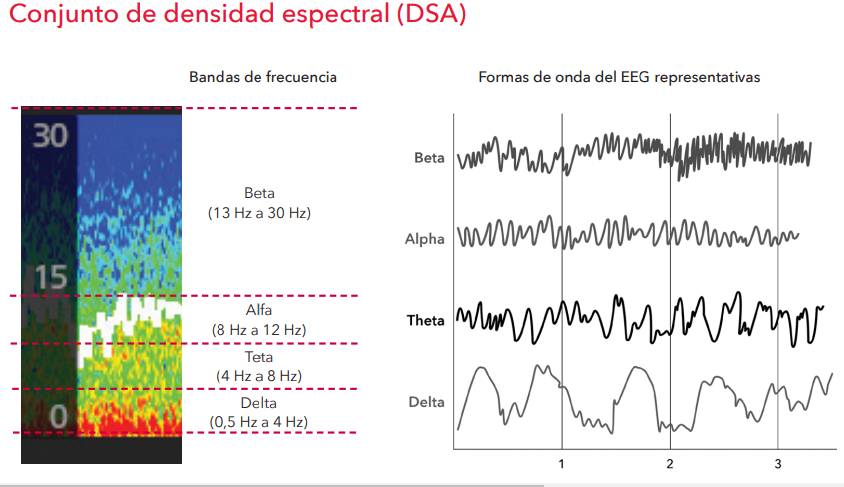 Conjunto de densidad espectral (DSA)
Bandas de frecuencia
30
15
0
Beta
(13 Hz a 30 Hz)
Alfa
(8 Hz a 12 Hz)
Teta
(4 Hz a 8 Hz)
Delta
(0,5 Hz a 4 Hz)
Formas de onda del EEG representativas
Beta
Alpha
Theta
Delta
1 2 3